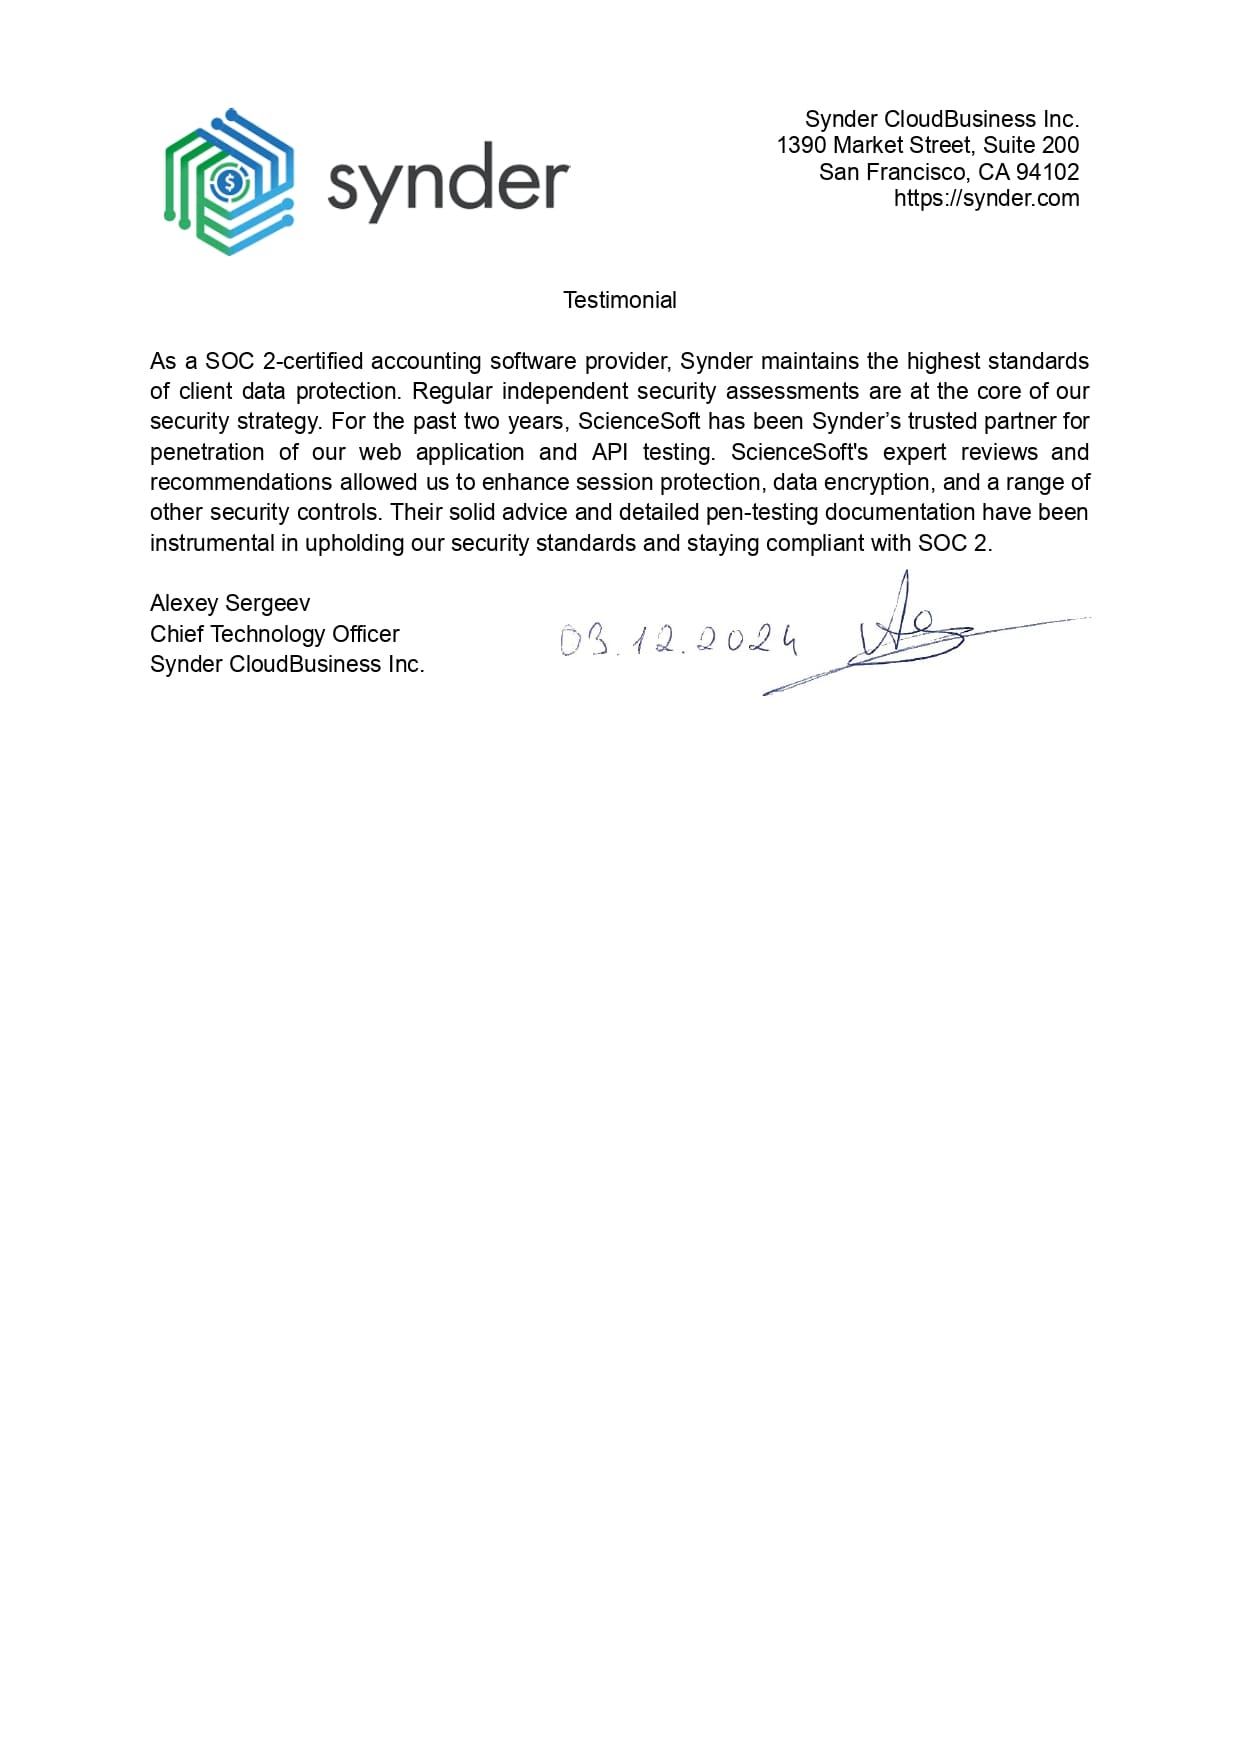 synder
Synder CloudBusiness Inc.
1390 Market Street, Suite 200
San Francisco, CA 94102
https://synder.com
Testimonial
As a SOC 2-certified accounting software provider, Synder maintains the highest standards
of client data protection. Regular independent security assessments are at the core of our
security strategy. For the past two years, ScienceSoft has been Synder’s trusted partner for
penetration of our web application and API testing. ScienceSoft's expert reviews and
recommendations allowed us to enhance session protection, data encryption, and a range of
other security controls. Their solid advice and detailed pen-testing documentation have been
instrumental in upholding our security standards and staying compliant with SOC 2.
Alexey Sergeev
Chief Technology Officer
Synder CloudBusiness Inc.
03.12.2024